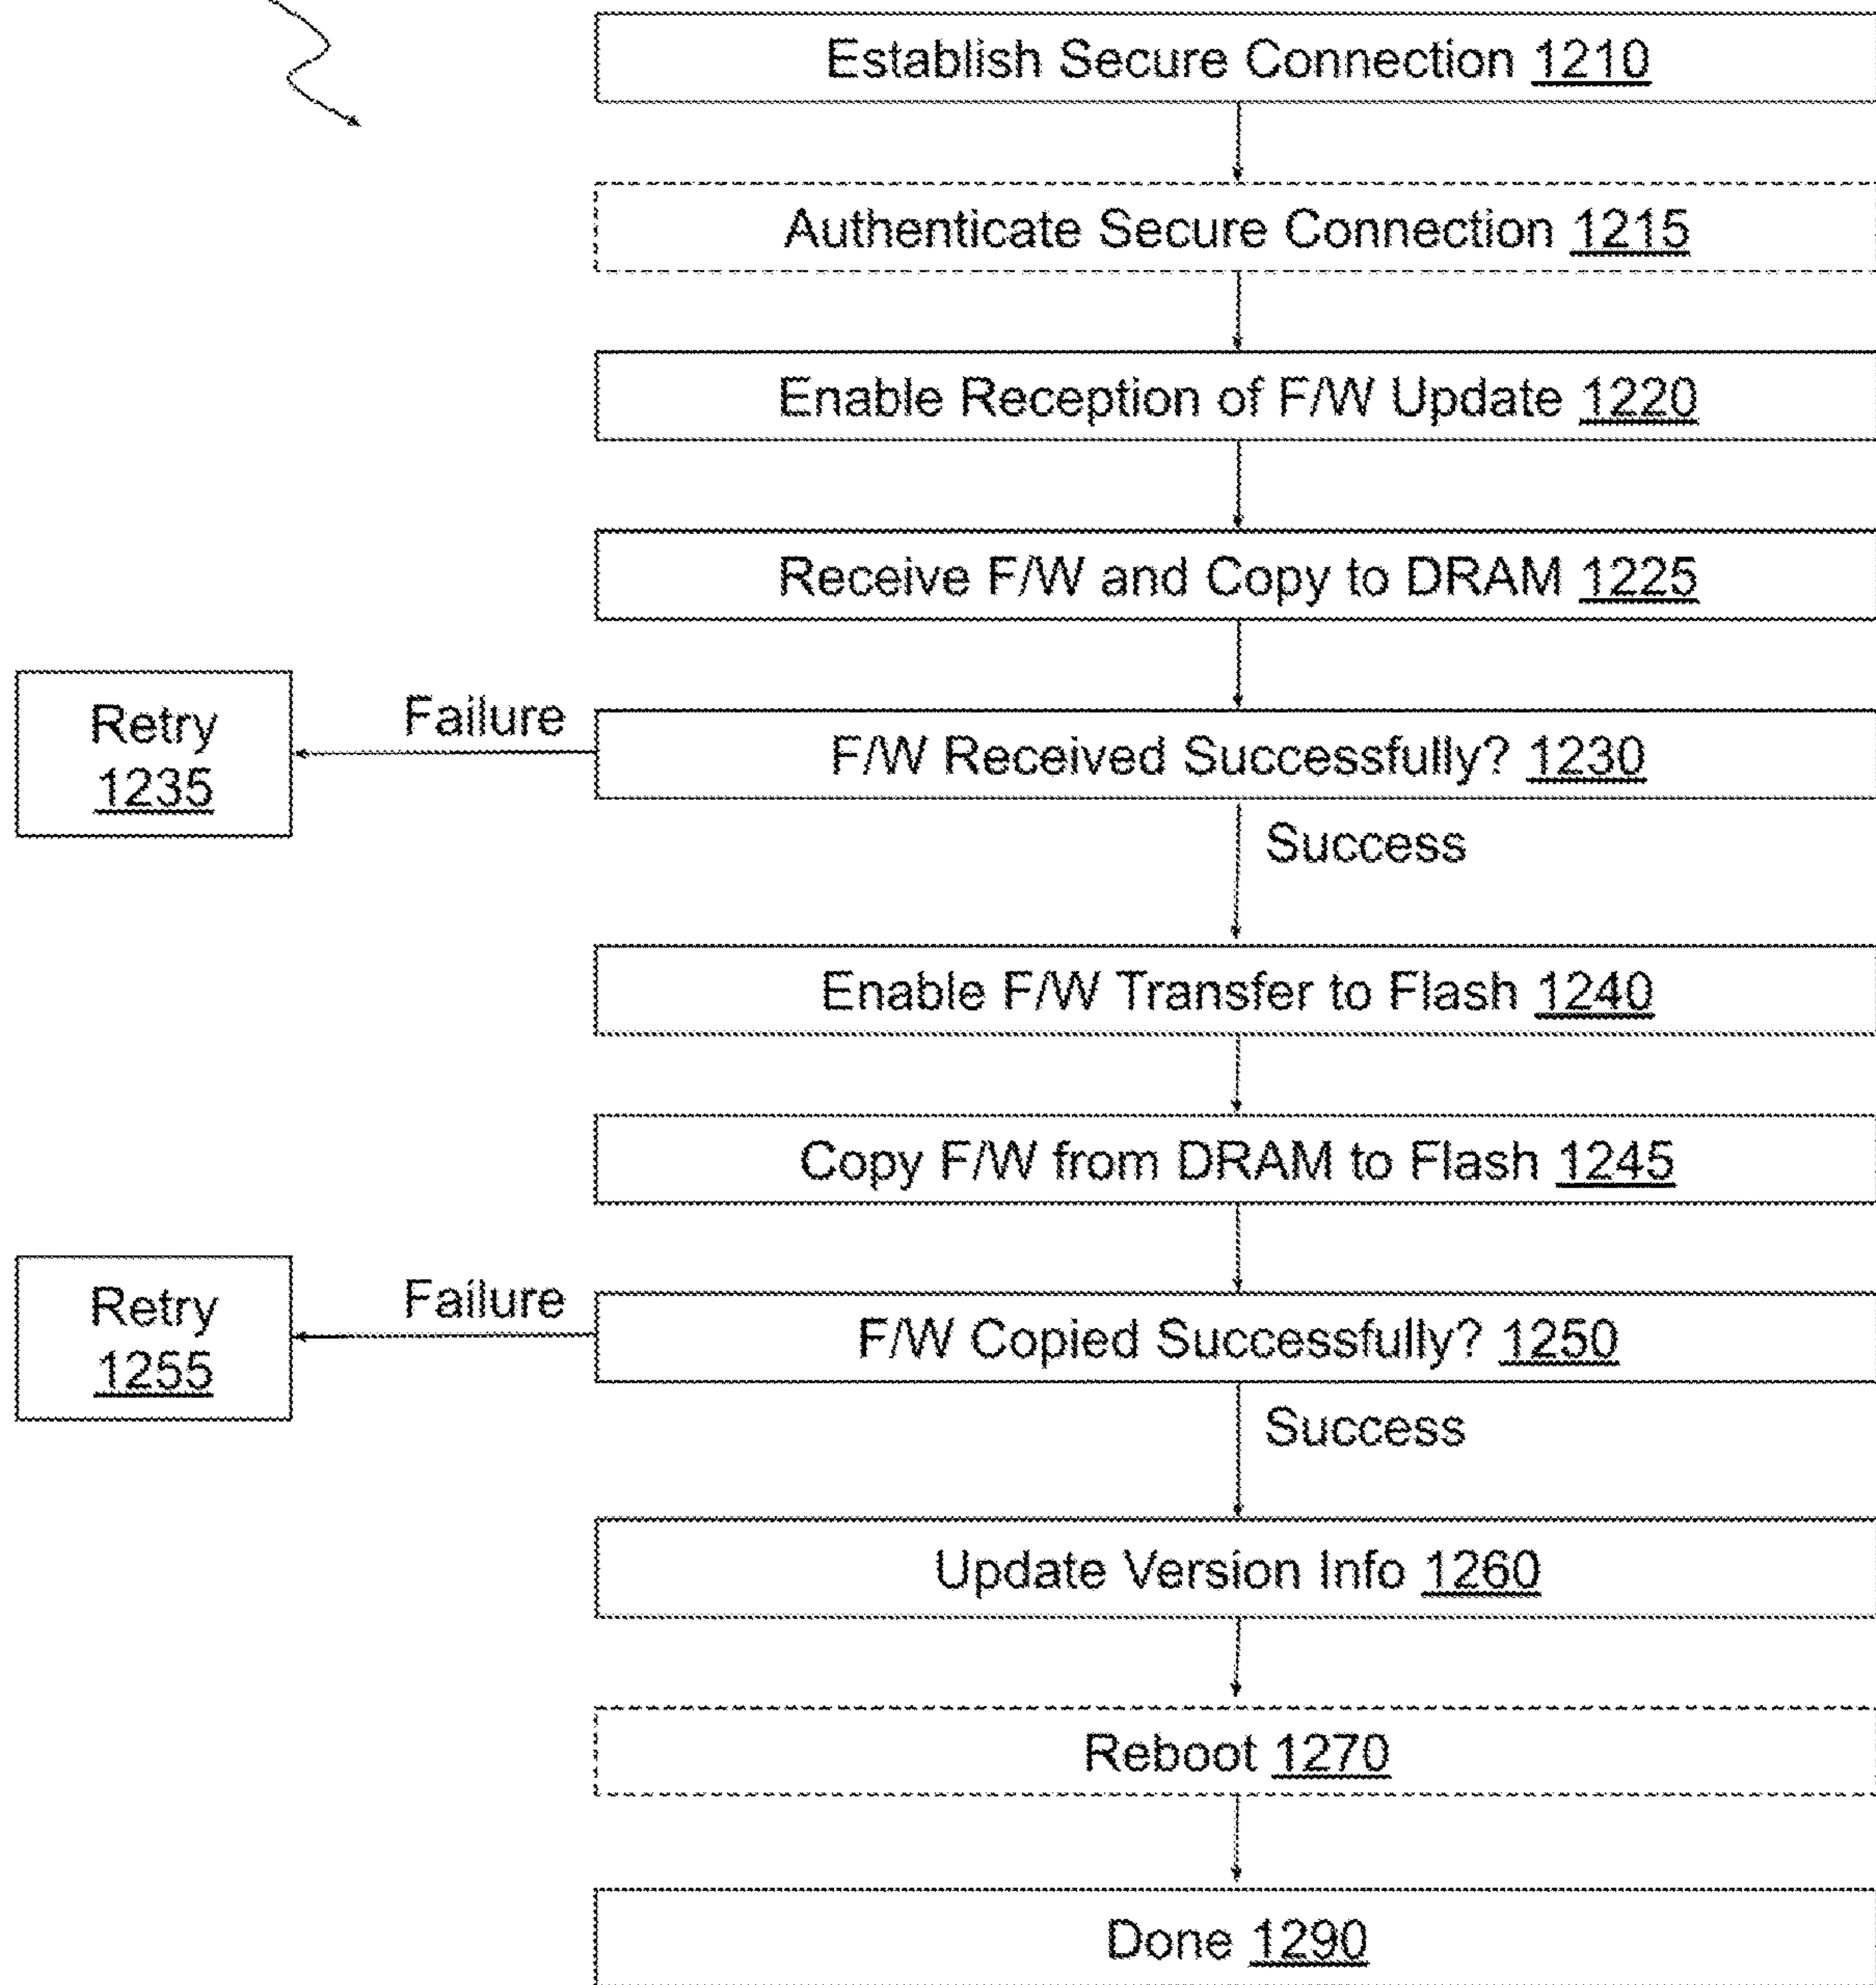 Establish Secure Connection 1210
Authenticate Secure Connection 1215
Enable Reception of F/W Update 1220
Receive F/W and Copy to DRAM 1225
Retry
1235
Failure
F/W Received Successfully? 1230
Success
Enable F/W Transfer to Flash 1240
Copy F/W from DRAM to Flash 1245
Retry
1255
Failure
F/W Copied Successfully? 1250
Success
Update Version Info 1260
Reboot 1270
Done 1290